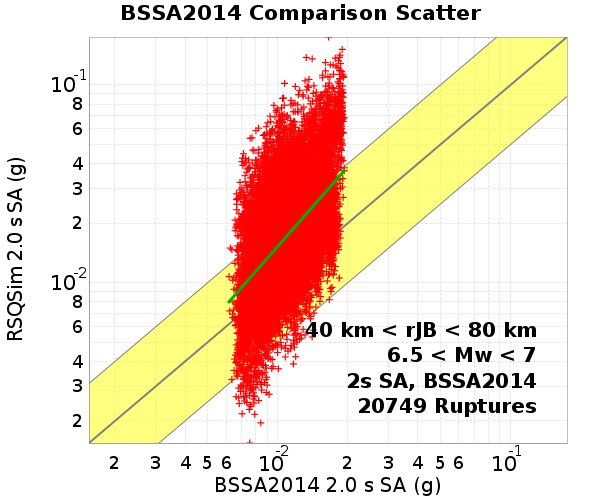 BSSA2014 Comparison Scatter
RSQSim 2.0 s SA (g)
10-1
8
6
4
3
2
10-2
8
6
4
3
2
40 km < rJB < 80 km
6.5 < Mw < 7
2s SA, BSSA2014
20749 Ruptures
2 3 4 5 6 10-2 2 3 4 5 6 10-1
BSSA2014 2.0 s SA (g)